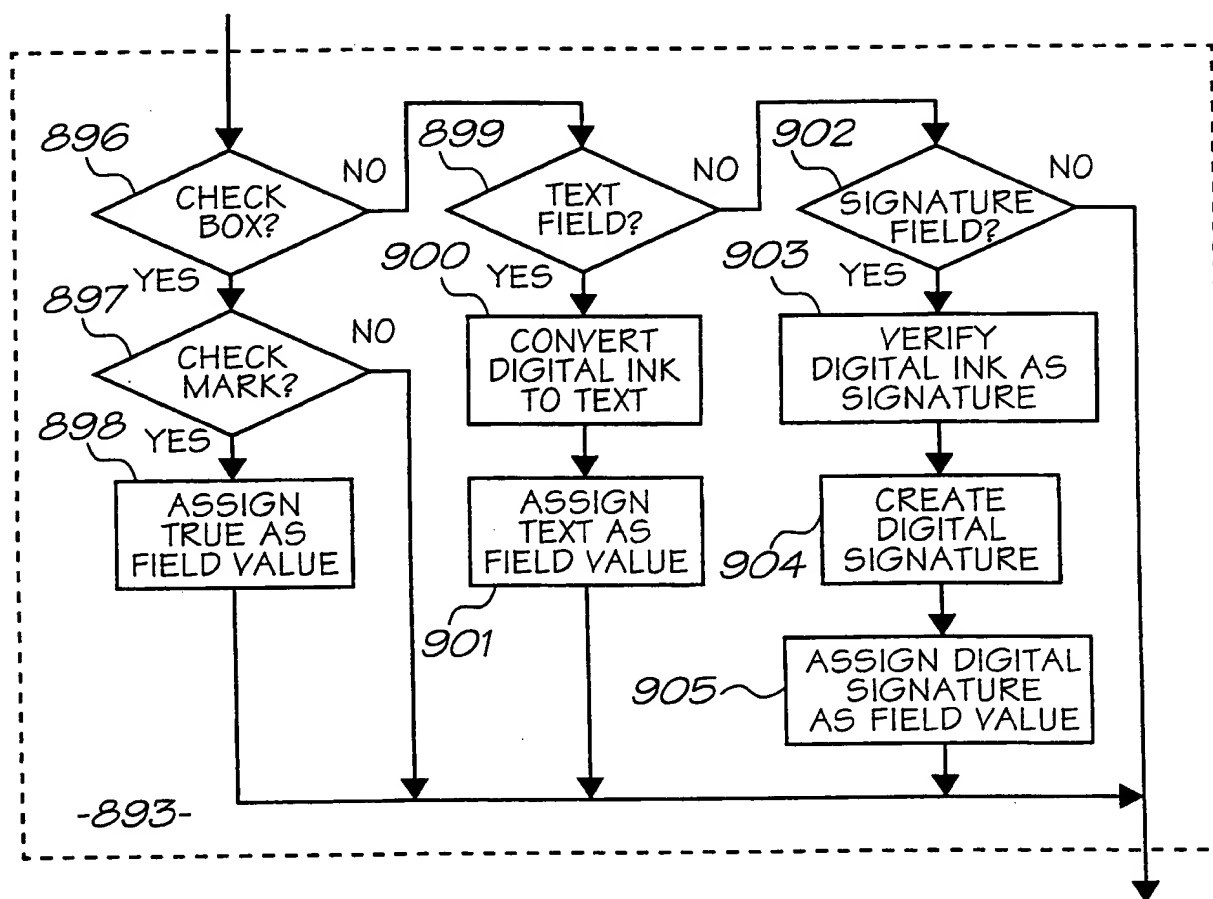 896
CHECK
BOX?
NO
YES
897
CHECK
MARK?
NO
YES
898
ASSIGN
TRUE AS
FIELD VALUE
899
TEXT
FIELD?
NO
YES
900
CONVERT
DIGITAL INK
TO TEXT
ASSIGN
TEXT AS
FIELD VALUE
901
902
SIGNATURE
FIELD?
NO
YES
903
VERIFY
DIGITAL INK AS
SIGNATURE
CREATE
DIGITAL
SIGNATURE
904
ASSIGN DIGITAL
SIGNATURE
AS FIELD VALUE
905
-893-